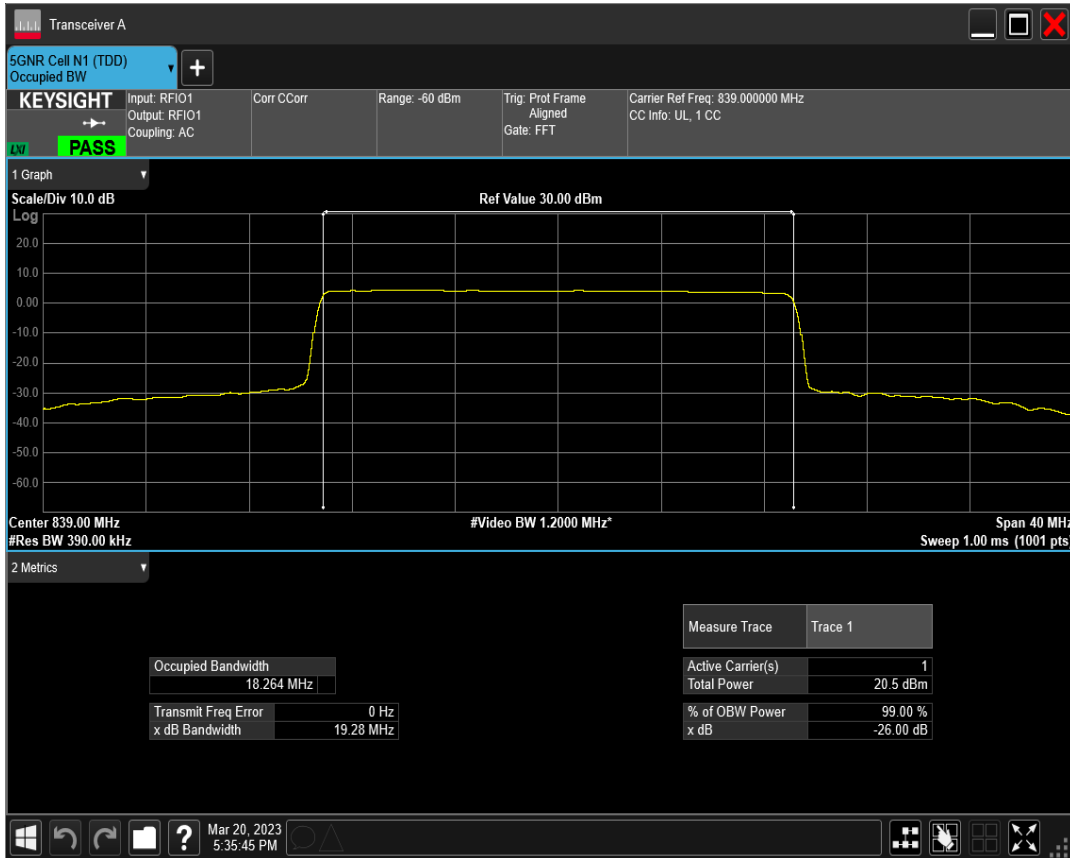 Transceiver A
5GNR Cell N1 (TDD)
Occupied BW
+
KEYSIGHT
LXI
PASS
Input: RFIO1
Output: RFIO1
Coupling: AC
Corr CCorr
Range: -60 dBm
Trig: Prot Frame
Aligned
Gate: FFT
Carrier Ref Freq: 839.000000 MHz
CC Info: UL, 1 CC
1 Graph
Scale/Div 10.0 dB
Ref Value 30.00 dBm
Log
20.0
10.0
0.00
-10.0
-20.0
-30.0
-40.0
-50.0
-60.0
Center 839.00 MHz
#Video BW 1.2000 MHz*
Span 40 MHz
#Res BW 390.00 kHz
Sweep 1.00 ms (1001 pts)
2 Metrics
Measure Trace Trace 1
Occupied Bandwidth
18.264 MHz
Active Carrier(s) 1
Total Power 20.5 dBm
Transmit Freq Error 0 Hz
x dB Bandwidth 19.28 MHz
% of OBW Power 99.00 %
x dB -26.00 dB
?
Mar 20, 2023
5:35:45 PM